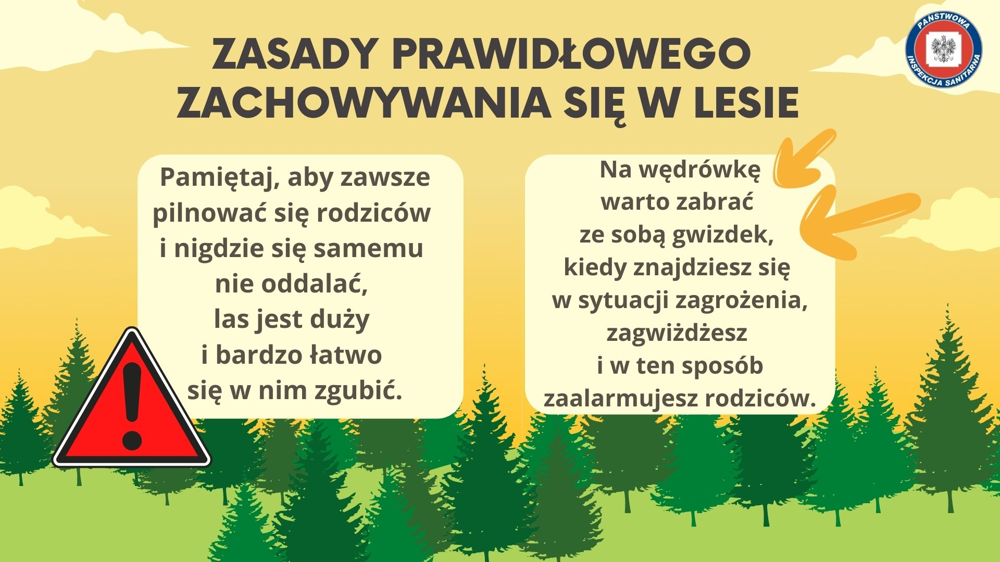 ZASADY PRAWIDŁOWEGO
ZACHOWYWANIA SIĘ W LESIE
PAŃSTWOWA
INSPEKCJA SANITARNA
Pamiętaj, aby zawsze
pilnować się rodziców
i nigdzie się samemu
nie oddalać,
las jest duży
i bardzo łatwo
się w nim zgubić.
Na wędrówkę
warto zabrać
ze sobą gwizdek,
kiedy znajdziesz się
w sytuacji zagrożenia,
zagwiżdżesz
i w ten sposób
zaalarmujesz rodziców.